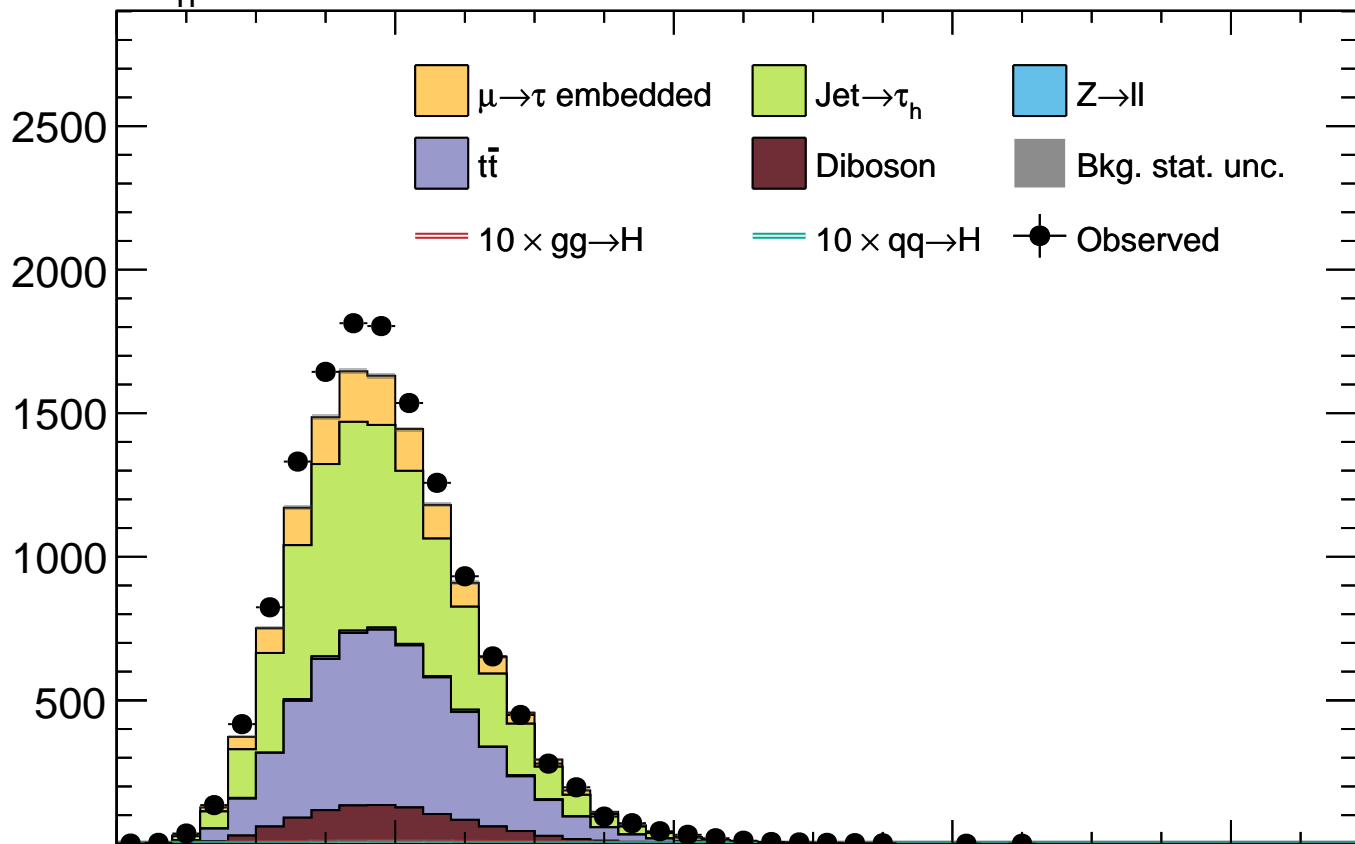 μ→τ embedded Jet→τh Z→ll
tt̄ Diboson Bkg. stat. unc.
10 × gg→H 10 × qq→H Observed
2500
2000
1500
1000
500